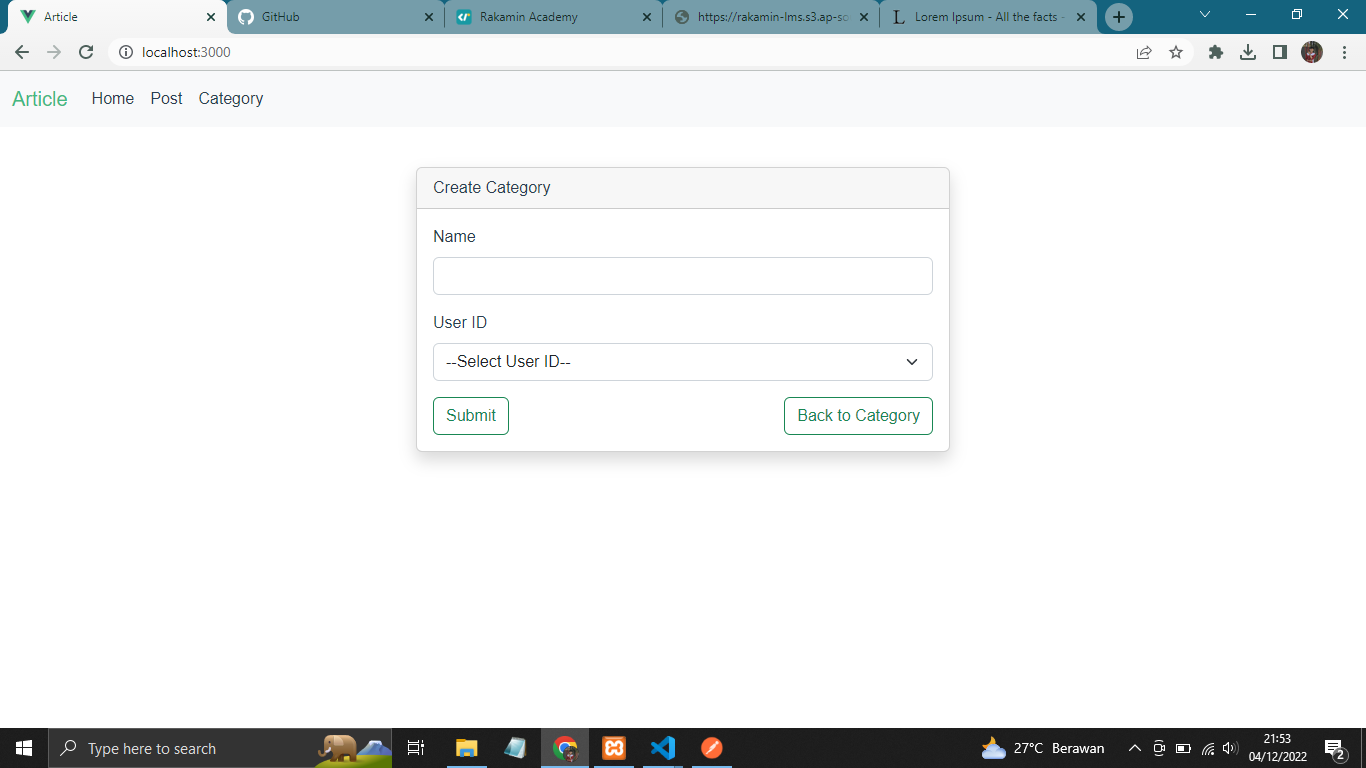 Article
GitHub
Rakamin Academy
https://rakamin-lms.s3.ap-so
Lorem Ipsum - All the facts -
localhost:3000
Article Home Post Category
Create Category
Name
User ID
--Select User ID--
Submit Back to Category
Type here to search
27°C Berawan
21:53
04/12/2022
2